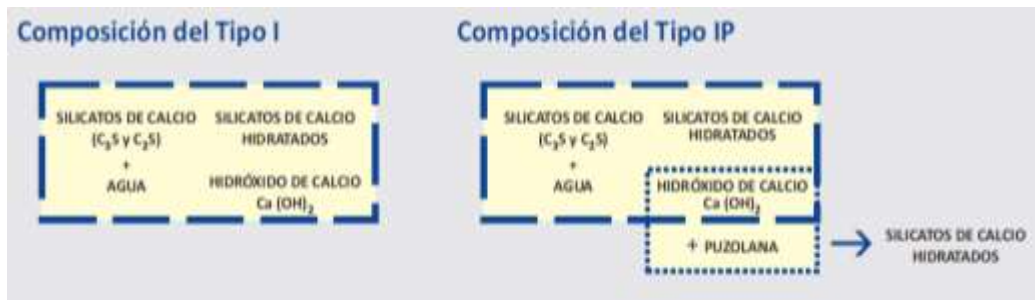 Composición del Tipo I
SILICATOS DE CALCIO
(C₃S y C₂S)
+
AGUA
SILICATOS DE CALCIO
HIDRATADOS
HIDRÓXIDO DE CALCIO
Ca (OH)₂
Composición del Tipo IP
SILICATOS DE CALCIO
(C₃S y C₂S)
+
AGUA
SILICATOS DE CALCIO
HIDRATADOS
HIDRÓXIDO DE CALCIO
Ca (OH)₂
+ PUZOLANA
SILICATOS DE CALCIO
HIDRATADOS